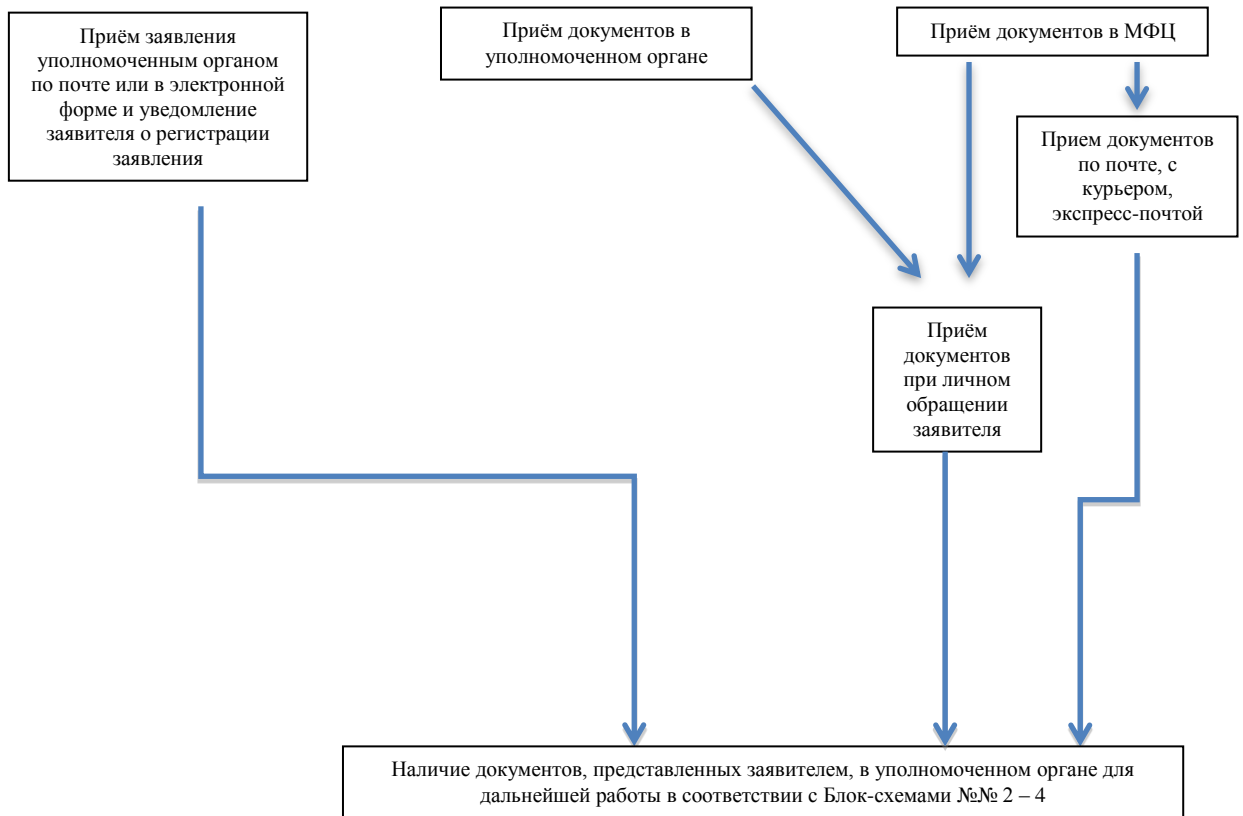 Приём заявления
уполномоченным органом
по почте или в электронной
форме и уведомление
заявителя о регистрации
заявления
Приём документов в
уполномоченном органе
Приём документов в МФЦ
Прием документов
по почте, с
курьером,
экспресс-почтой
Приём
документов
при личном
обращении
заявителя
Наличие документов, представленных заявителем, в уполномоченном органе для
дальнейшей работы в соответствии с Блок-схемами №№ 2 – 4